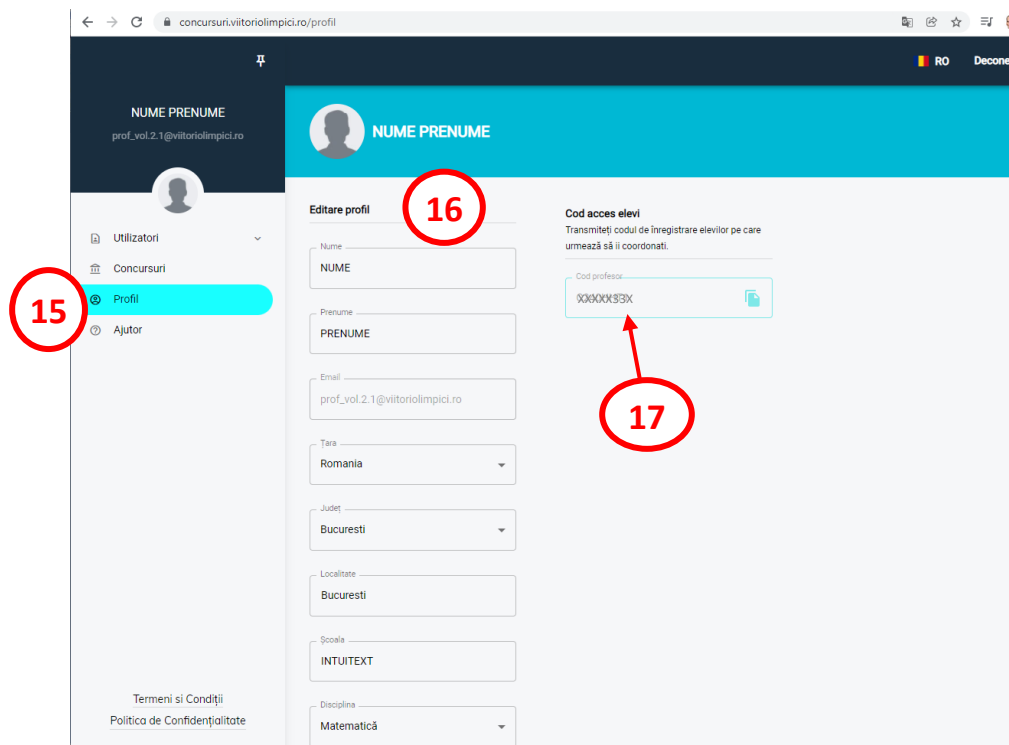 concursuri.viitoriolimpici.ro/profil
RO
NUME PRENUME
prof_vol.2.1@viitoriolimpici.ro
Utilizatori
Concursuri
15
Profil
Ajutor
Termeni si Condiții
Politica de Confidențialitate
NUME PRENUME
Editare profil
16
Nume
NUME
Prenume
PRENUME
Email
prof_vol.2.1@viitoriolimpici.ro
Țara
Romania
Județ
Bucuresti
Localitate
Bucuresti
Școala
INTUITEXT
Disciplina
Matematică
Cod acces elevi
Transmiteți codul de înregistrare elevilor pe care
urmează să ii coordonati.
Cod profesor
17